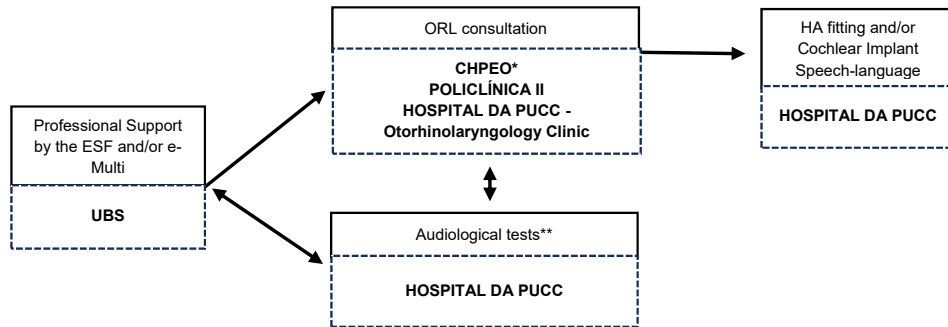 Professional Support
by the ESF and/or e-
Multi
UBS
ORL consultation
CHPEO*
POLICLÍNICA II
HOSPITAL DA PUCC -
Otorhinolaryngology Clinic
Audiological tests**
HOSPITAL DA PUCC
HA fitting and/or
Cochlear Implant
Speech-language
HOSPITAL DA PUCC